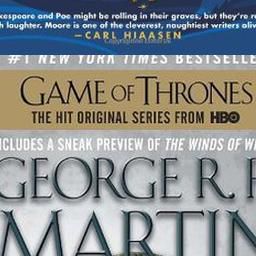 kespeare and Poe might be rolling in their graves, but they're ro
h laughter. Moore is one of the cleverest, naughtiest writers aliv
—CARL HIAASEN
#1 NEW YORK TIMES BESTSELLE
GAME OF THRONES
THE HIT ORIGINAL SERIES FROM HBO
NCLUDES A SNEAK PREVIEW OF THE WINDS OF WI
GEORGE R. R
MARTIN